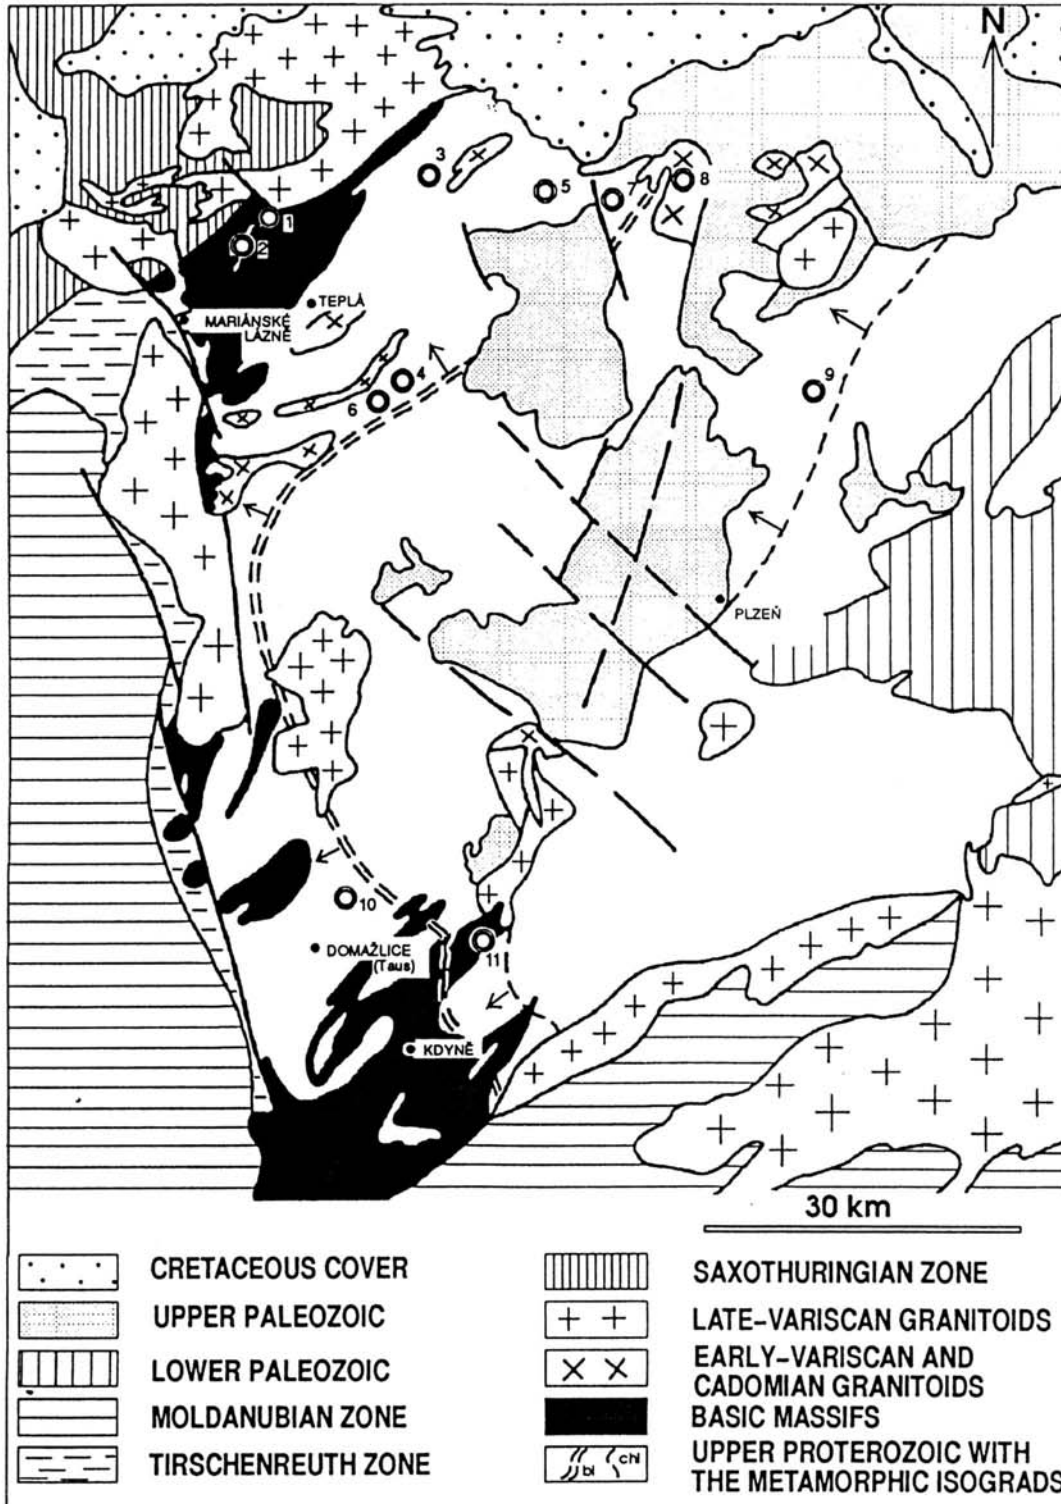 N
3
5
7
8
1
2
TEPLÁ
MARIÁNSKÉ
LÁZNĚ
4
6
9
PLZEŇ
10
DOMAŽLICE
(Taus)
11
KDYNĚ
30 km
CRETACEOUS COVER
UPPER PALEOZOIC
LOWER PALEOZOIC
MOLDANUBIAN ZONE
TIRSCHENREUTH ZONE
SAXOTHURINGIAN ZONE
LATE-VARISCAN GRANITOIDS
EARLY-VARISCAN AND
CADOMIAN GRANITOIDS
BASIC MASSIFS
bi chl
UPPER PROTEROZOIC WITH
THE METAMORPHIC ISOGRADS